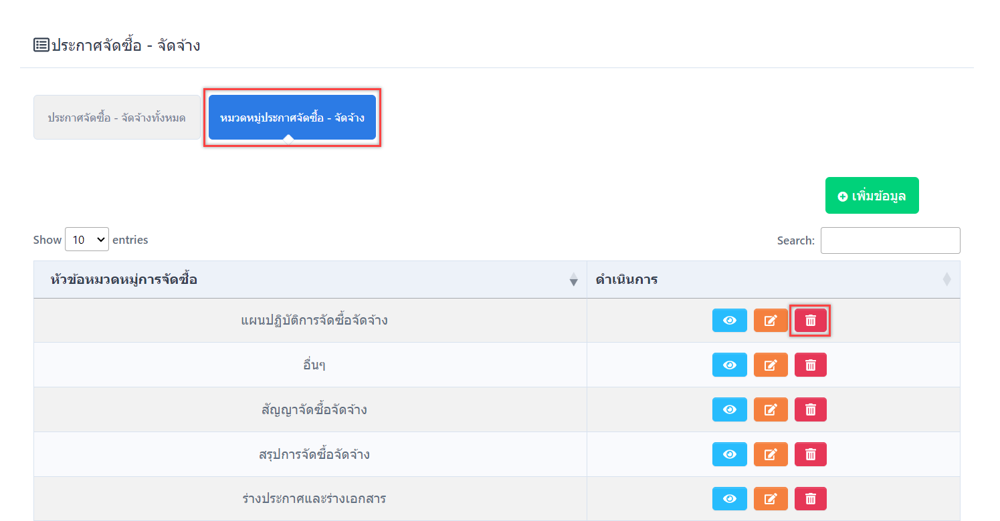 ประกาศจัดซื้อ - จัดจ้าง
ประกาศจัดซื้อ - จัดจ้างทั้งหมด
หมวดหมู่ประกาศจัดซื้อ - จัดจ้าง
เพิ่มข้อมูล
Show 10 entries
Search:
หัวข้อหมวดหมู่การจัดซื้อ
ดำเนินการ
แผนปฏิบัติการจัดซื้อจัดจ้าง
อื่นๆ
สัญญาจัดซื้อจัดจ้าง
สรุปการจัดซื้อจัดจ้าง
ร่างประกาศและร่างเอกสาร